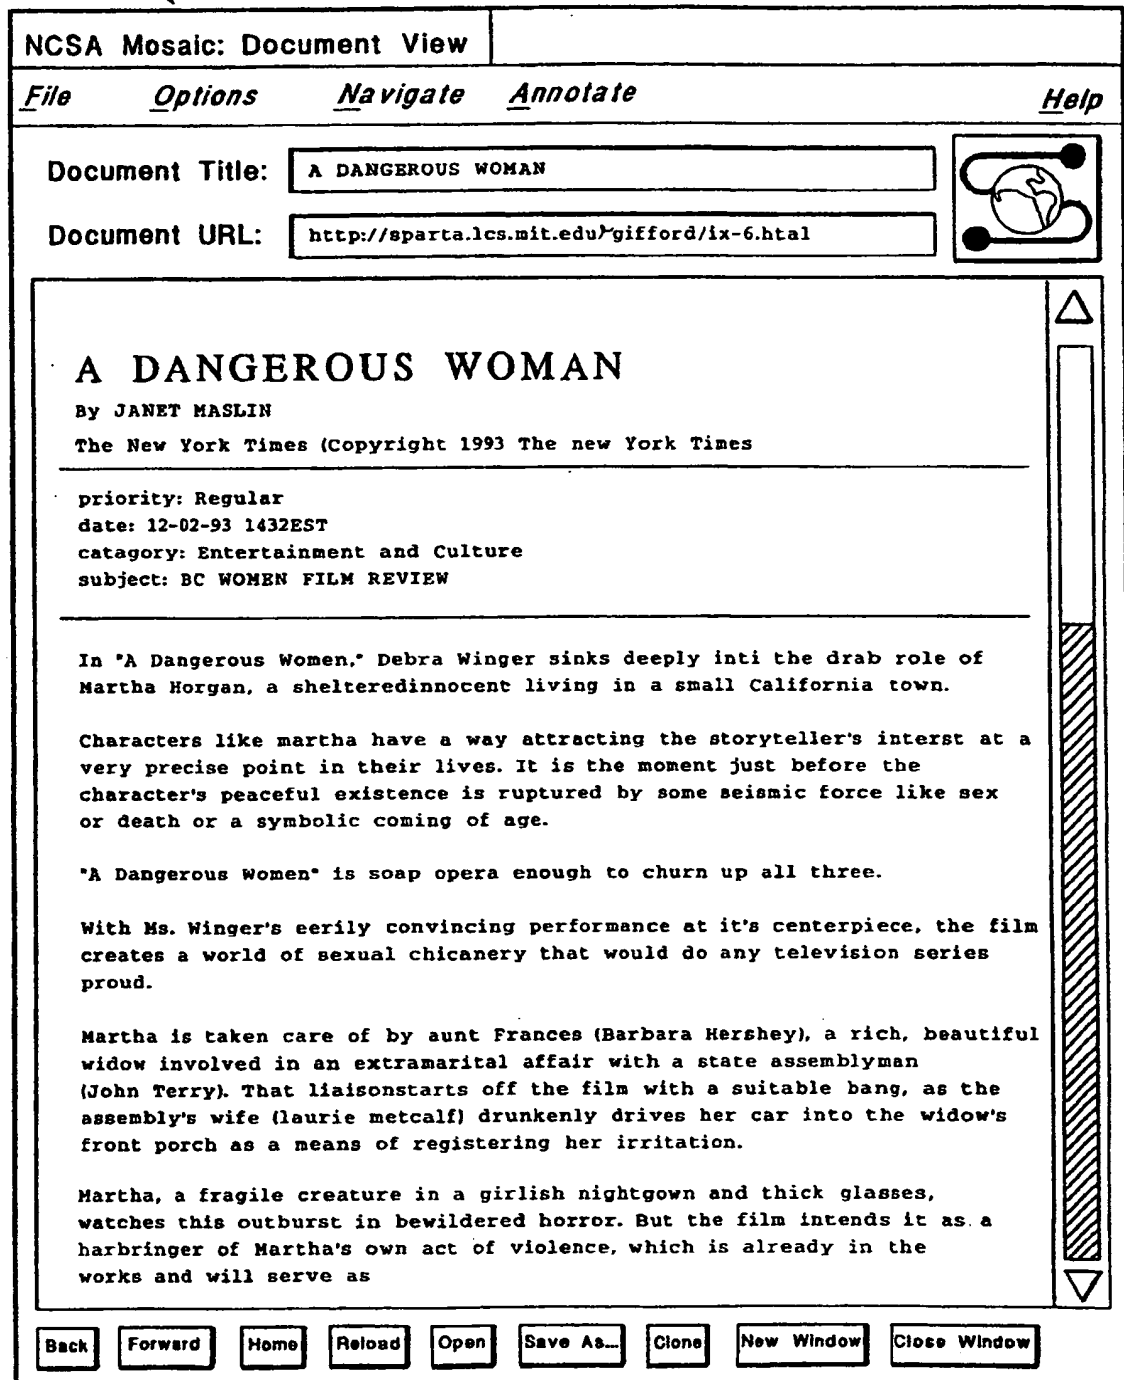 NCSA Mosaic: Document View
File Options Navigate Annotate Help
Document Title: A DANGEROUS WOMAN
Document URL: http://sparta.lcs.mit.edu/~gifford/ix-6.htal
A DANGEROUS WOMAN
By JANET MASLIN
The New York Times (Copyright 1993 The new York Times
priority: Regular
date: 12-02-93 1432EST
catagory: Entertainment and Culture
subject: BC WOMEN FILM REVIEW
In "A Dangerous Women," Debra Winger sinks deeply inti the drab role of
Martha Horgan, a shelteredinnocent living in a small California town.
Characters like martha have a way attracting the storyteller's interst at a
very precise point in their lives. It is the moment just before the
character's peaceful existence is ruptured by some seismic force like sex
or death or a symbolic coming of age.
"A Dangerous Women" is soap opera enough to churn up all three.
With Ms. Winger's eerily convincing performance at it's centerpiece, the film
creates a world of sexual chicanery that would do any television series
proud.
Martha is taken care of by aunt Frances (Barbara Hershey), a rich, beautiful
widow involved in an extramarital affair with a state assemblyman
(John Terry). That liaisonstarts off the film with a suitable bang, as the
assembly's wife (laurie metcalf) drunkenly drives her car into the widow's
front porch as a means of registering her irritation.
Martha, a fragile creature in a girlish nightgown and thick glasses,
watches this outburst in bewildered horror. But the film intends it as a
harbringer of Martha's own act of violence, which is already in the
works and will serve as
Back Forward Home Reload Open Save As... Clone New Window Close Window